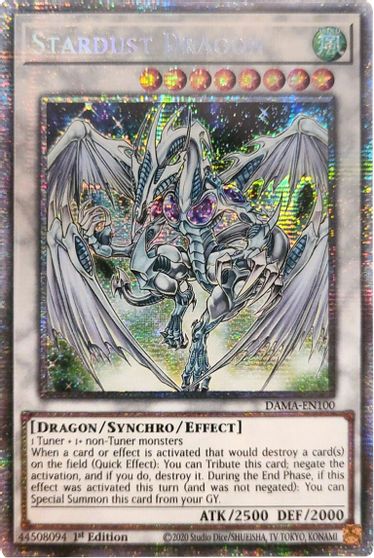 Stardust Dragon
DAMA-EN100
[Dragon/Synchro/Effect]
1 Tuner + 1+ non-Tuner monsters
When a card or effect is activated that would destroy a card(s)
on the field (Quick Effect): You can Tribute this card; negate
the activation, and if you do, destroy it. During the End Phase, if this
effect was activated this turn (and was not negated): You can
Special Summon this card from your GY.
ATK/2500 DEF/2000
44508094 1st Edition ©2020 Studio Dice/SHUEISHA, TV TOKYO, KONAMI